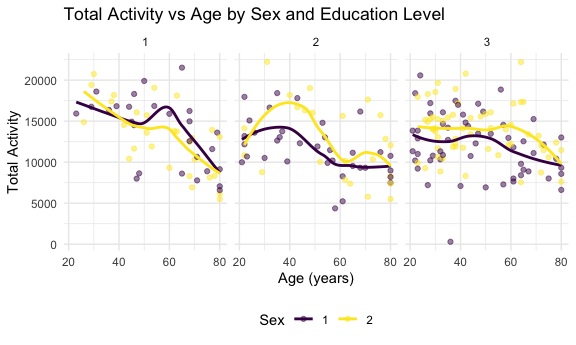 Total Activity vs Age by Sex and Education Level
1 2 3
Total Activity
20000
15000
10000
5000
0
20 40 60 80 20 40 60 80 20 40 60 80
Age (years)
Sex 1 2